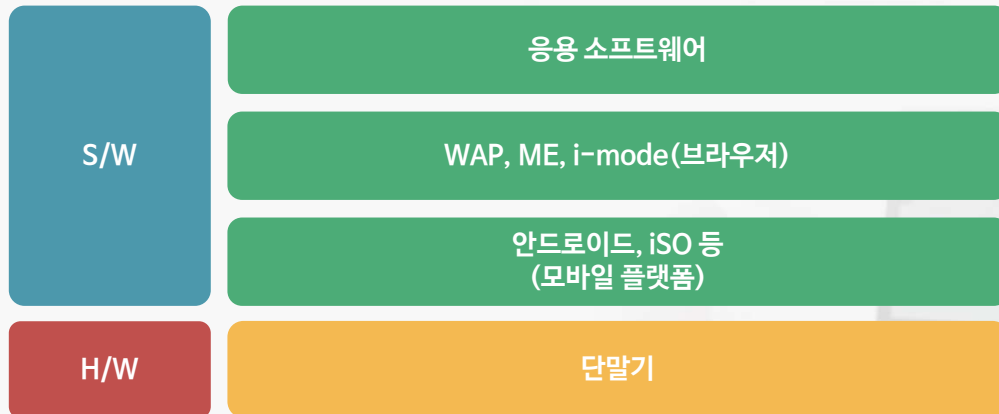 응용 소프트웨어
S/W
WAP, ME, i-mode(브라우저)
안드로이드, iSO 등
(모바일 플랫폼)
H/W
단말기